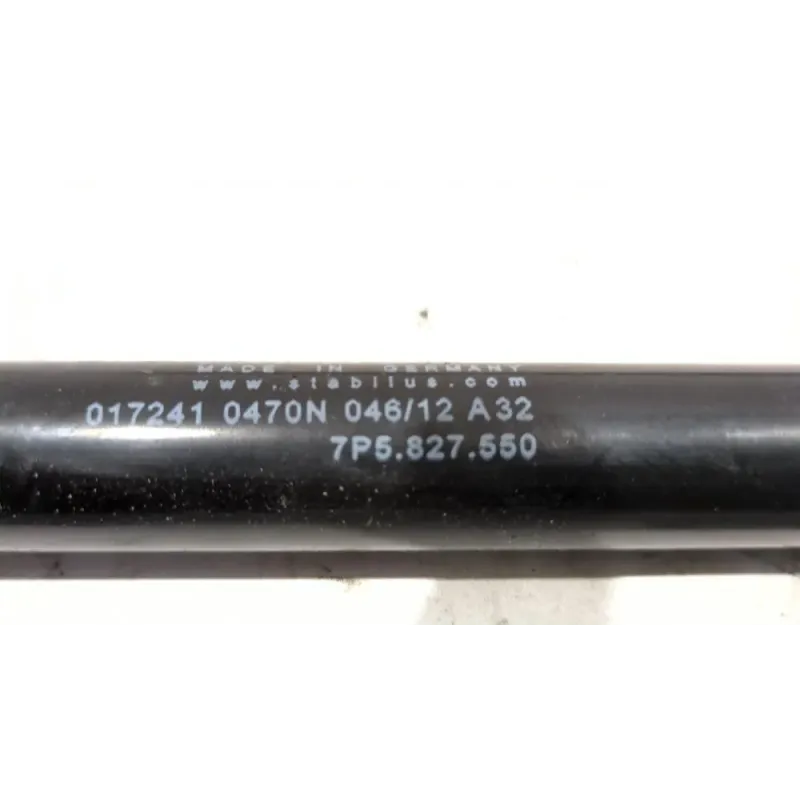 MADE IN GERMANY
www.stabilus.com
017241 0470N 046/12 A32
7P5.827.550